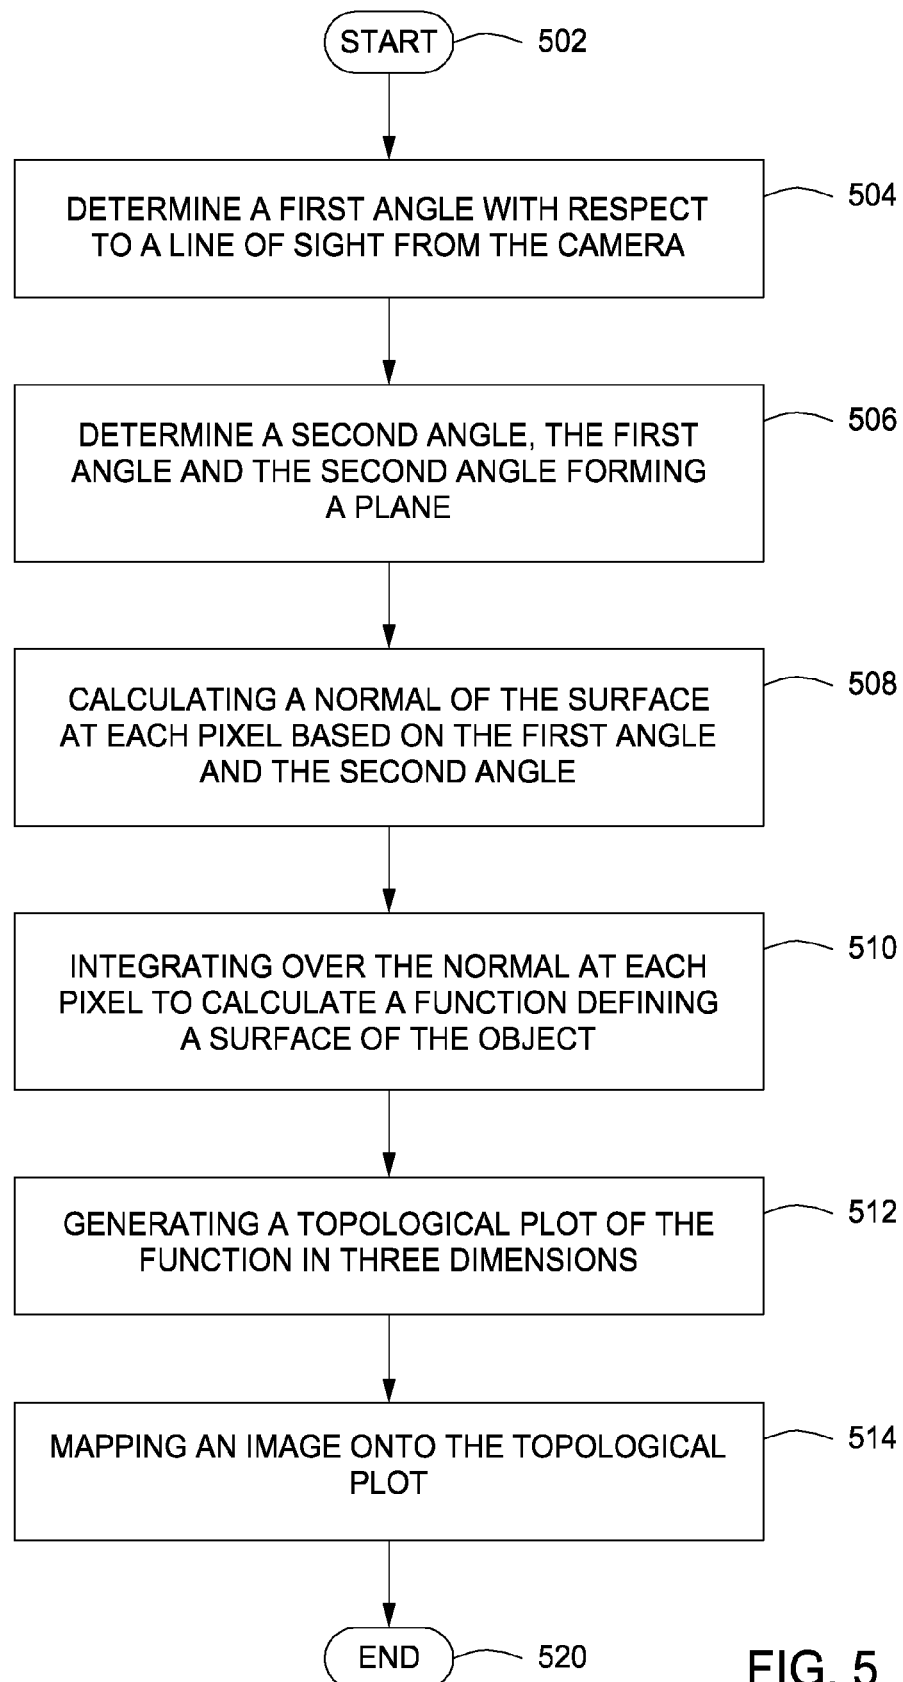 START
502
DETERMINE A FIRST ANGLE WITH RESPECT
TO A LINE OF SIGHT FROM THE CAMERA
504
DETERMINE A SECOND ANGLE, THE FIRST
ANGLE AND THE SECOND ANGLE FORMING
A PLANE
506
CALCULATING A NORMAL OF THE SURFACE
AT EACH PIXEL BASED ON THE FIRST ANGLE
AND THE SECOND ANGLE
508
INTEGRATING OVER THE NORMAL AT EACH
PIXEL TO CALCULATE A FUNCTION DEFINING
A SURFACE OF THE OBJECT
510
GENERATING A TOPOLOGICAL PLOT OF THE
FUNCTION IN THREE DIMENSIONS
512
MAPPING AN IMAGE ONTO THE TOPOLOGICAL
PLOT
514
END
520
FIG. 5